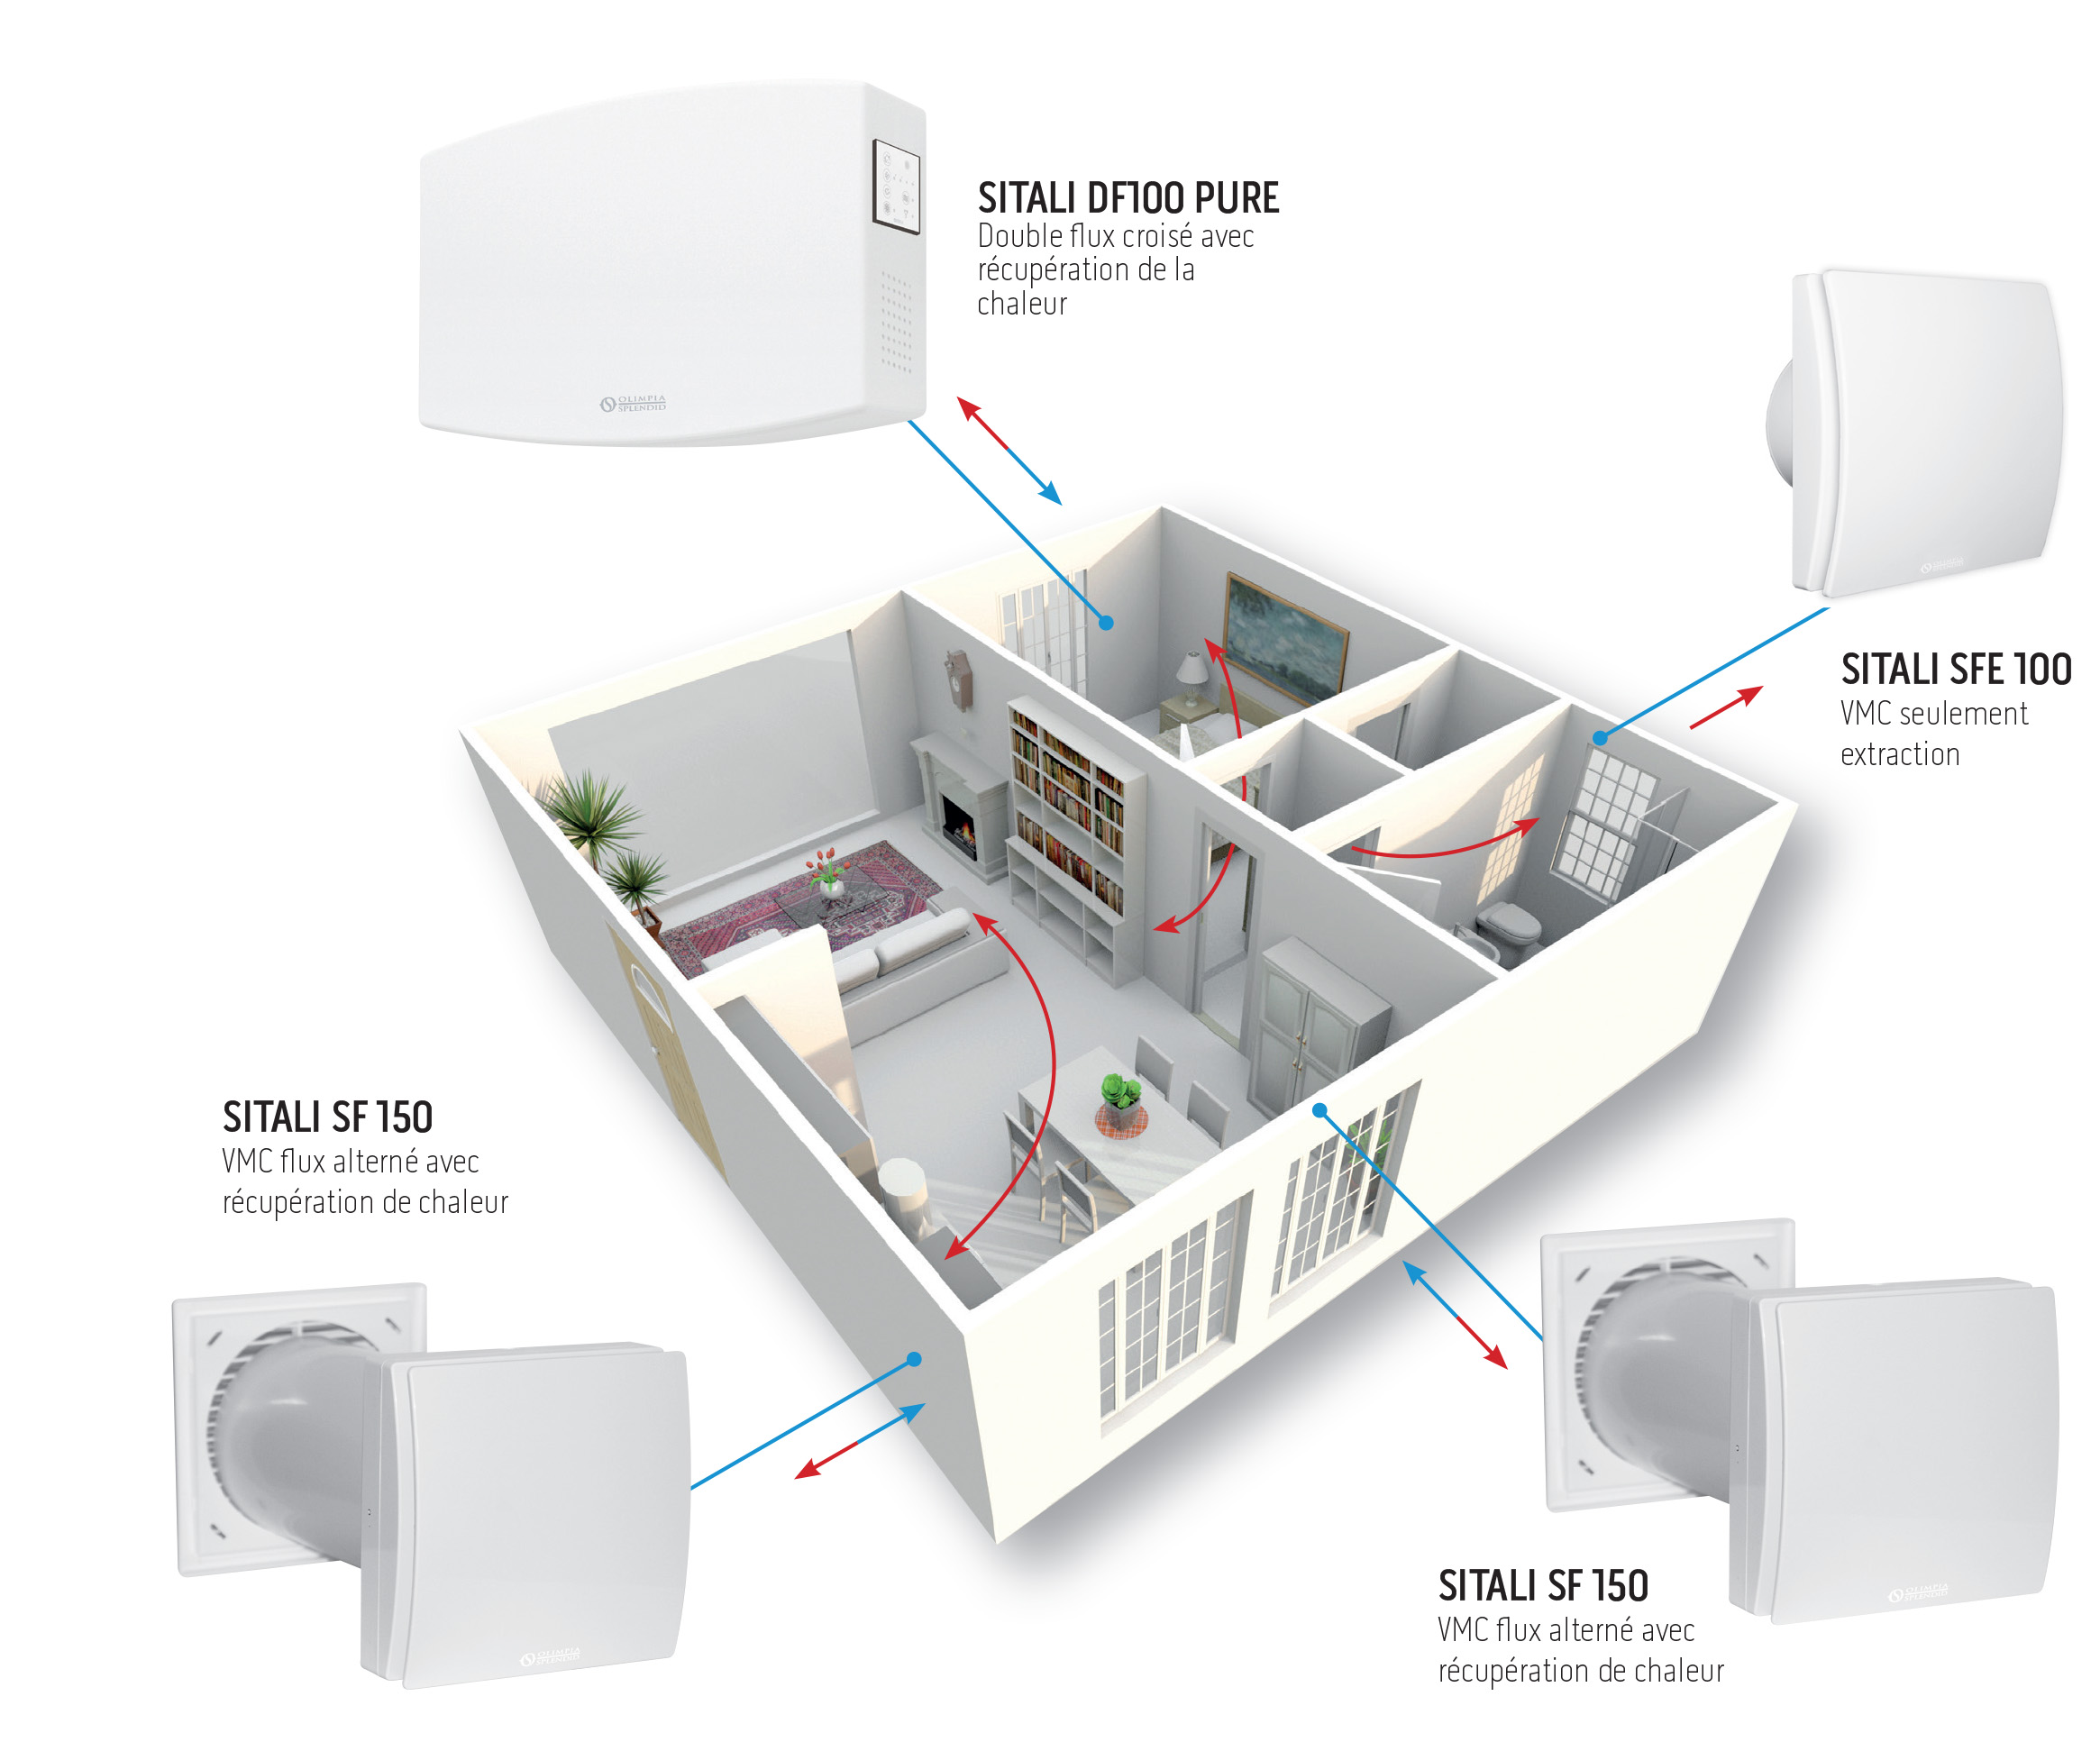 SITALI DF100 PURE
Double flux croisé avec
récupération de la
chaleur
OLIMPIA
SPLENDID
SITALI SFE 100
VMC seulement
extraction
OLIMPIA
SPLENDID
SITALI SF 150
VMC flux alterné avec
récupération de chaleur
OLIMPIA
SPLENDID
SITALI SF 150
VMC flux alterné avec
récupération de chaleur
OLIMPIA
SPLENDID